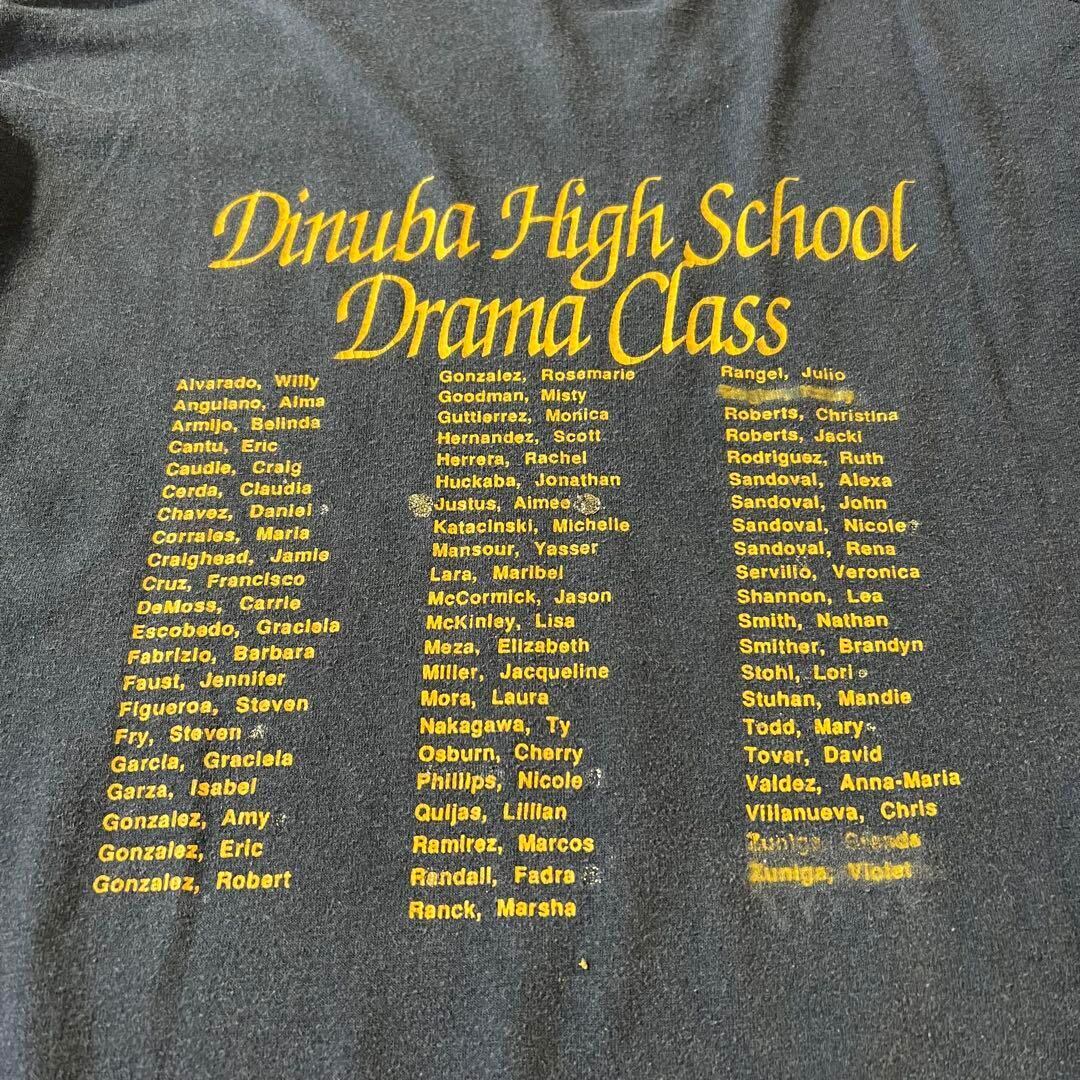 Dinuba High School
Drama Class
Alvarado, Willy
Anguiano, Alma
Armijo, Belinda
Cantu, Eric
Caudle, Craig
Cerda, Claudia
Chavez, Daniel
Corrales, Maria
Craighead, Jamie
Cruz, Francisco
DeMoss, Carrie
Escobedo, Graciela
Fabrizio, Barbara
Faust, Jennifer
Figueroa, Steven
Fry, Steven
Garcia, Graciela
Garza, Isabel
Gonzalez, Amy
Gonzalez, Eric
Gonzalez, Robert
Gonzalez, Rosemarie
Goodman, Misty
Guttierrez, Monica
Hernandez, Scott
Herrera, Rachel
Huckaba, Jonathan
Justus, Aimee
Katacinski, Michelle
Mansour, Yasser
Lara, Maribel
McCormick, Jason
McKinley, Lisa
Meza, Elizabeth
Miller, Jacqueline
Mora, Laura
Nakagawa, Ty
Osburn, Cherry
Phillips, Nicole
Quijas, Lillian
Ramirez, Marcos
Randall, Fadra
Ranck, Marsha
Rangel, Julio
Roberts, Christina
Roberts, Jacki
Rodriguez, Ruth
Sandoval, Alexa
Sandoval, John
Sandoval, Nicole
Sandoval, Rena
Servilio, Veronica
Shannon, Lea
Smith, Nathan
Smither, Brandyn
Stohl, Lori
Stuhan, Mandie
Todd, Mary
Tovar, David
Valdez, Anna-Maria
Villanueva, Chris
Zuniga,
Zuniga, Violet